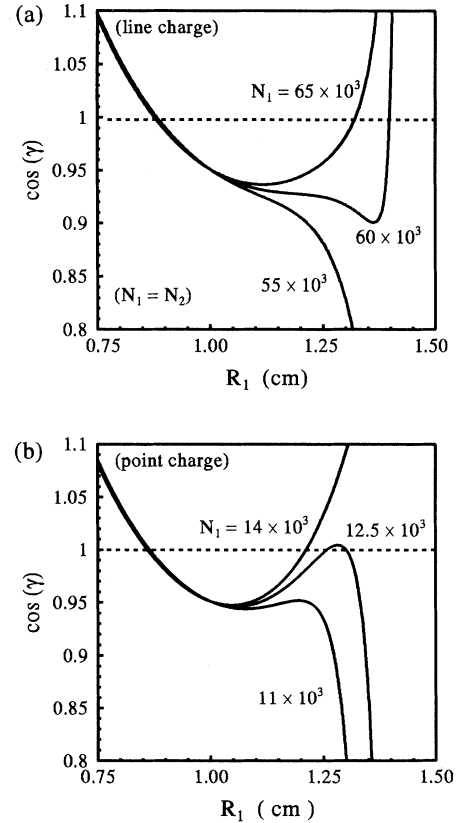 (a)
1.1
(line charge)
1.05
N₁ = 65 × 10³
1
cos (γ)
0.95
0.9
60 × 10³
0.85
55 × 10³
(N₁ = N₂)
0.8
0.75 1.00 1.25 1.50
R₁ (cm)
(b)
1.1
(point charge)
1.05
N₁ = 14 × 10³ 12.5 × 10³
1
cos (γ)
0.95
0.9
11 × 10³
0.85
0.8
0.75 1.00 1.25 1.50
R₁ ( cm )